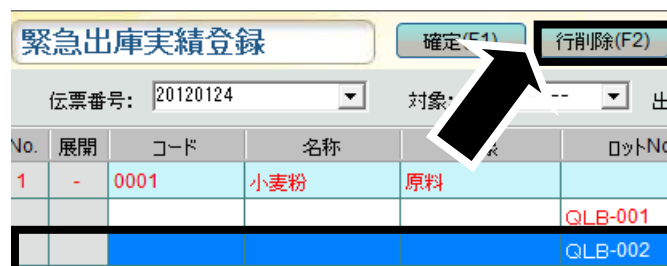 緊急出庫実績登録 確定(F1) 行削除(F2)
伝票番号: 20120124 対象: -- 出
No. 展開 コード 名称 ロットNo
1 - 0001 小麦粉 原料
QLB-001
QLB-002